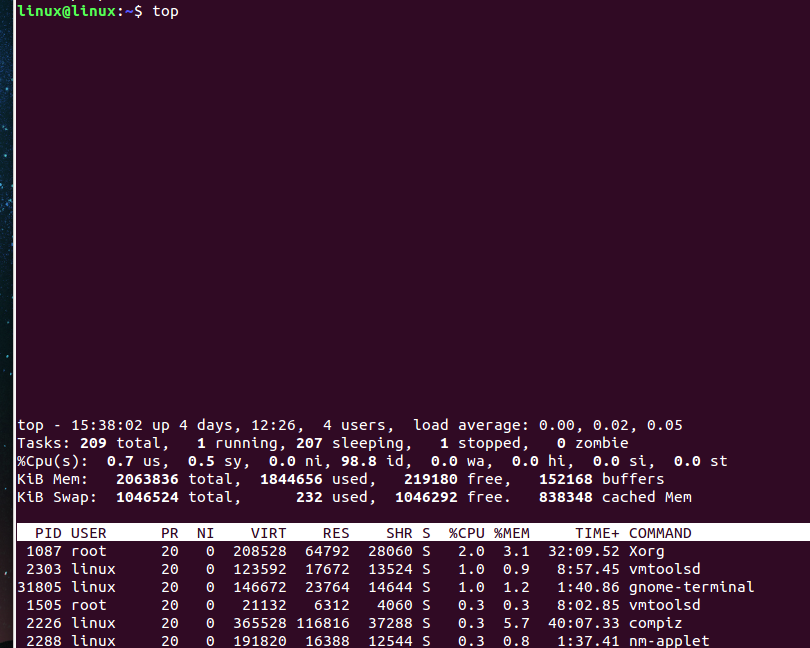 linux@linux:~$ top
top - 15:38:02 up 4 days, 12:26,  4 users,  load average: 0.00, 0.02, 0.05
Tasks: 209 total,   1 running, 207 sleeping,   1 stopped,   0 zombie
%Cpu(s):  0.7 us,  0.5 sy,  0.0 ni, 98.8 id,  0.0 wa,  0.0 hi,  0.0 si,  0.0 st
KiB Mem:   2063836 total,  1844656 used,   219180 free,   152168 buffers
KiB Swap:  1046524 total,      232 used,  1046292 free.   838348 cached Mem
  PID USER      PR  NI    VIRT    RES    SHR S  %CPU %MEM     TIME+ COMMAND
 1087 root      20   0  208528  64792  28060 S   2.0  3.1  32:09.52 Xorg
 2303 linux     20   0  123592  17672  13524 S   1.0  0.9   8:57.45 vmtoolsd
31805 linux     20   0  146672  23764  14644 S   1.0  1.2   1:40.86 gnome-terminal
 1505 root      20   0   21132   6312   4060 S   0.3  0.3   8:02.85 vmtoolsd
 2226 linux     20   0  365528 116816  37288 S   0.3  5.7  40:07.33 compiz
 2288 linux     20   0  191820  16388  12544 S   0.3  0.8   1:37.41 nm-applet